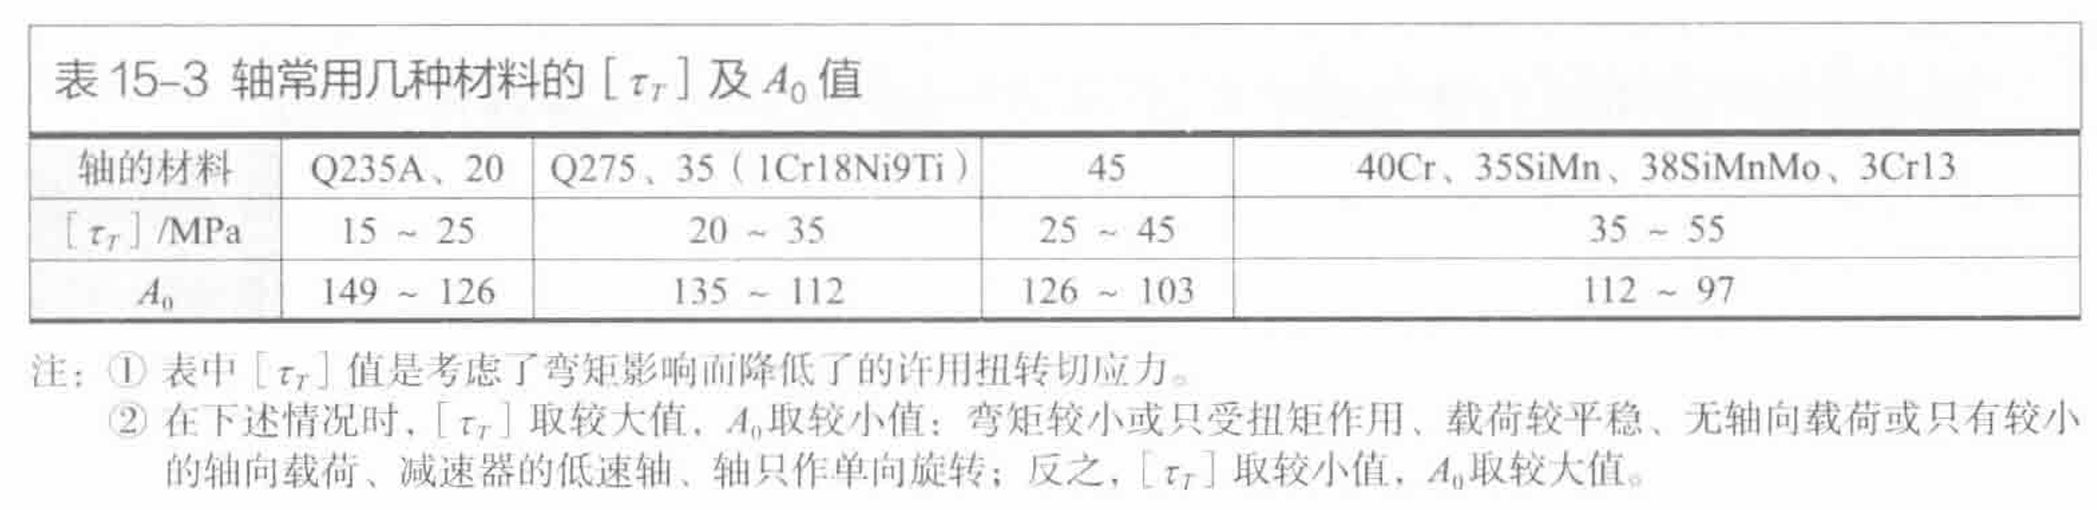 表 15-3 轴常用几种材料的［τT］及 A0 值
轴的材料 Q235A、20 Q275、35（1Cr18Ni9Ti） 45 40Cr、35SiMn、38SiMnMo、3Cr13
［τT］/MPa 15 ~ 25 20 ~ 35 25 ~ 45 35 ~ 55
A0 149 ~ 126 135 ~ 112 126 ~ 103 112 ~ 97
注：① 表中［τT］值是考虑了弯矩影响而降低了的许用扭转切应力。
② 在下述情况时，［τT］取较大值，A0取较小值：弯矩较小或只受扭矩作用、载荷较平稳、无轴向载荷或只有较小
的轴向载荷、减速器的低速轴、轴只作单向旋转；反之，［τT］取较小值，A0取较大值。